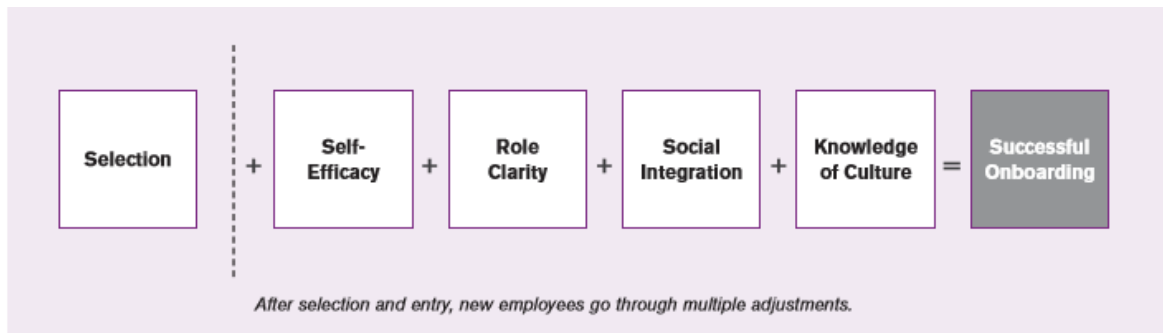 Selection
+
Self-
Efficacy
+
Role
Clarity
+
Social
Integration
+
Knowledge
of Culture
=
Successful
Onboarding
After selection and entry, new employees go through multiple adjustments.